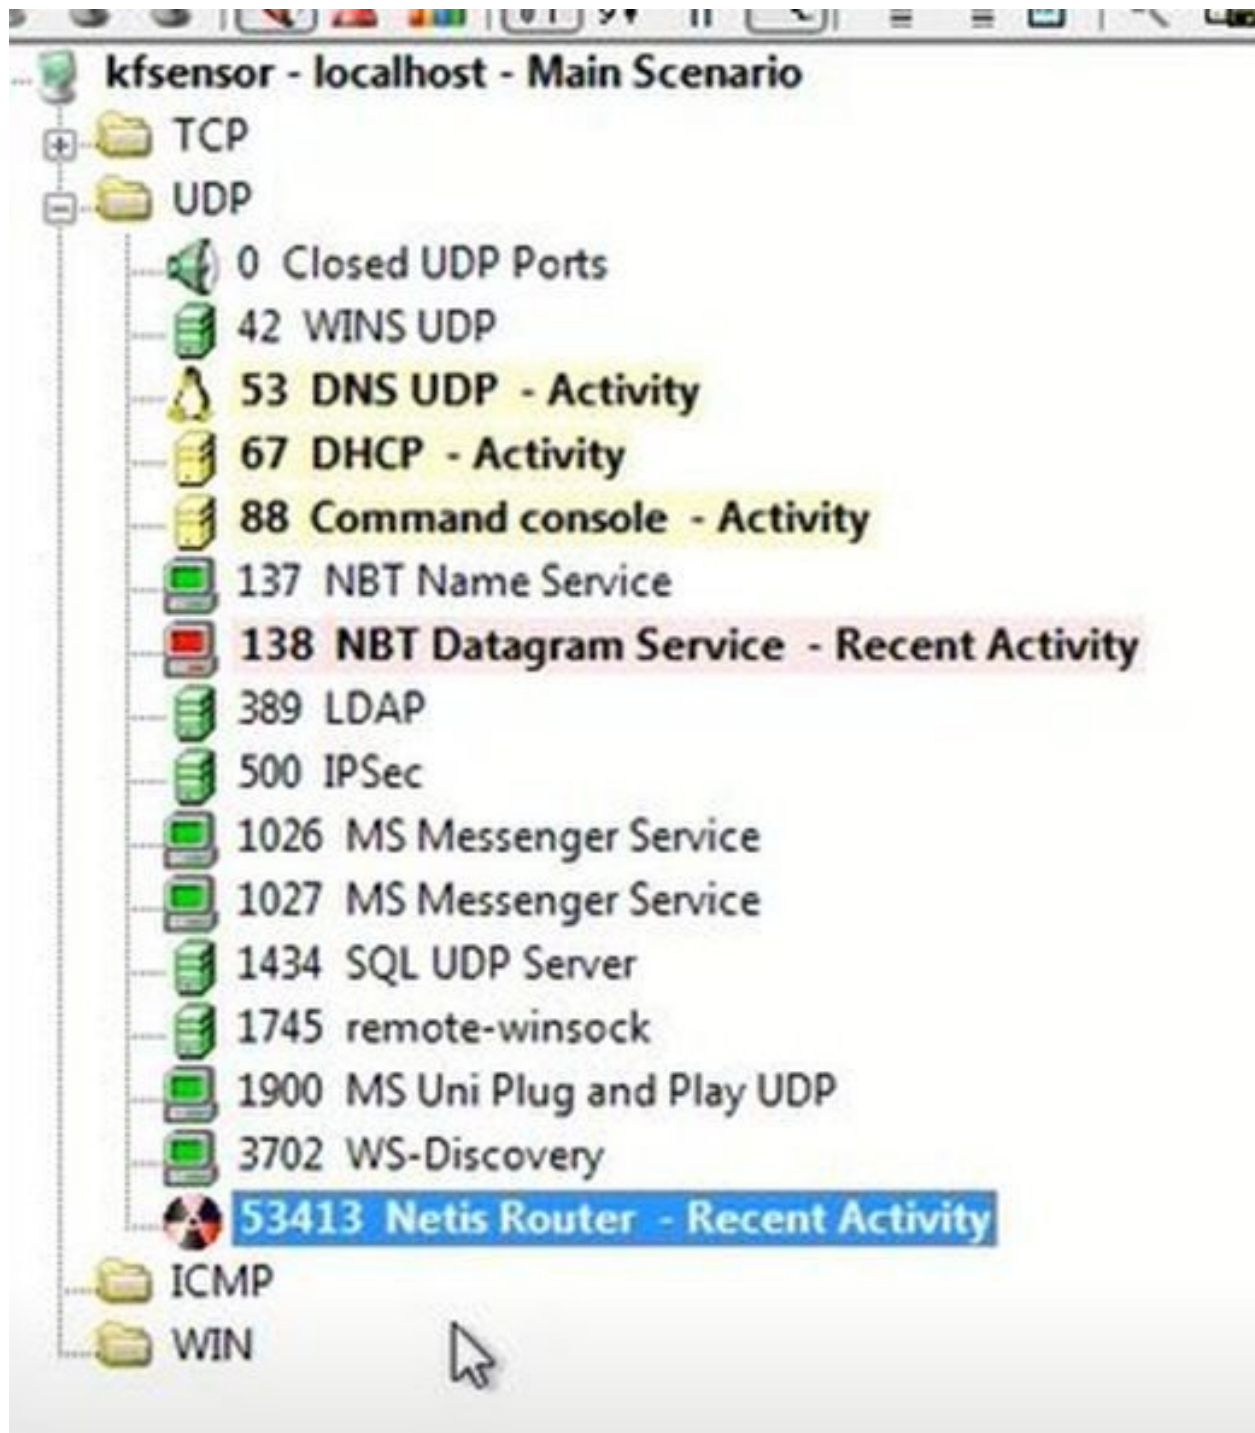 kfsensor - localhost - Main Scenario
TCP
UDP
0 Closed UDP Ports
42 WINS UDP
53 DNS UDP - Activity
67 DHCP - Activity
88 Command console - Activity
137 NBT Name Service
138 NBT Datagram Service - Recent Activity
389 LDAP
500 IPSec
1026 MS Messenger Service
1027 MS Messenger Service
1434 SQL UDP Server
1745 remote-winsock
1900 MS Uni Plug and Play UDP
3702 WS-Discovery
53413 Netis Router - Recent Activity
ICMP
WIN